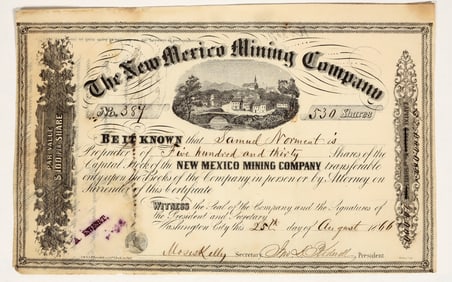 The New Mexico Mining Company
No. 387
530 Shares
BE IT KNOWN that Samuel Norment is
Proprietor of Five hundred and thirty Shares of the
Capital Stock of the NEW MEXICO MINING COMPANY Transferable
only upon the Books of the Company in person or by Attorney on
Surrender of this Certificate
WITNESS the Seal of the Company and the Signatures of
the President and Secretary.
Washington City this 25th day of August 1866
Moses Kelly Secretary President
PAR VALUE
$100 PER SHARE